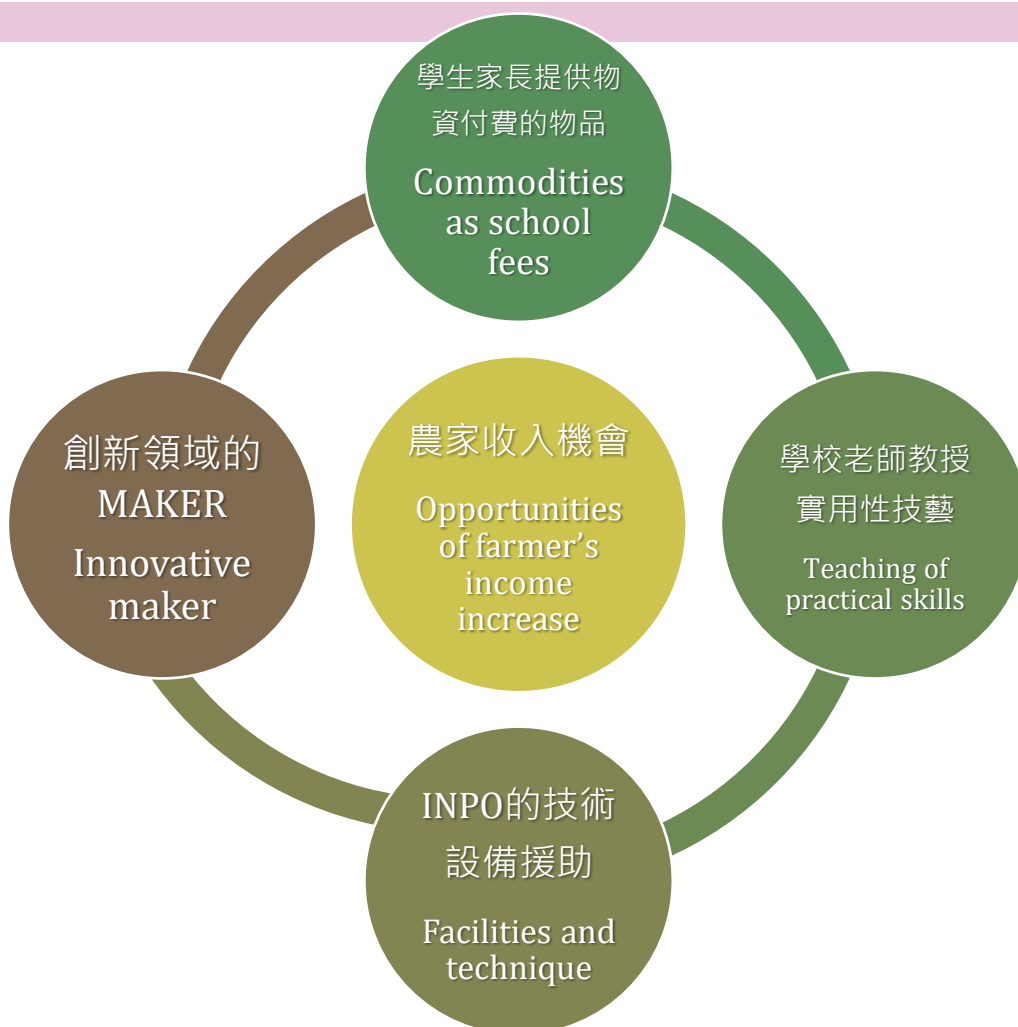 學生家長提供物
資付費的物品
Commodities
as school
fees
創新領域的
MAKER
Innovative
maker
農家收入機會
Opportunities
of farmer's
income
increase
學校老師教授
實用性技藝
Teaching of
practical skills
INPO的技術
設備援助
Facilities and
technique